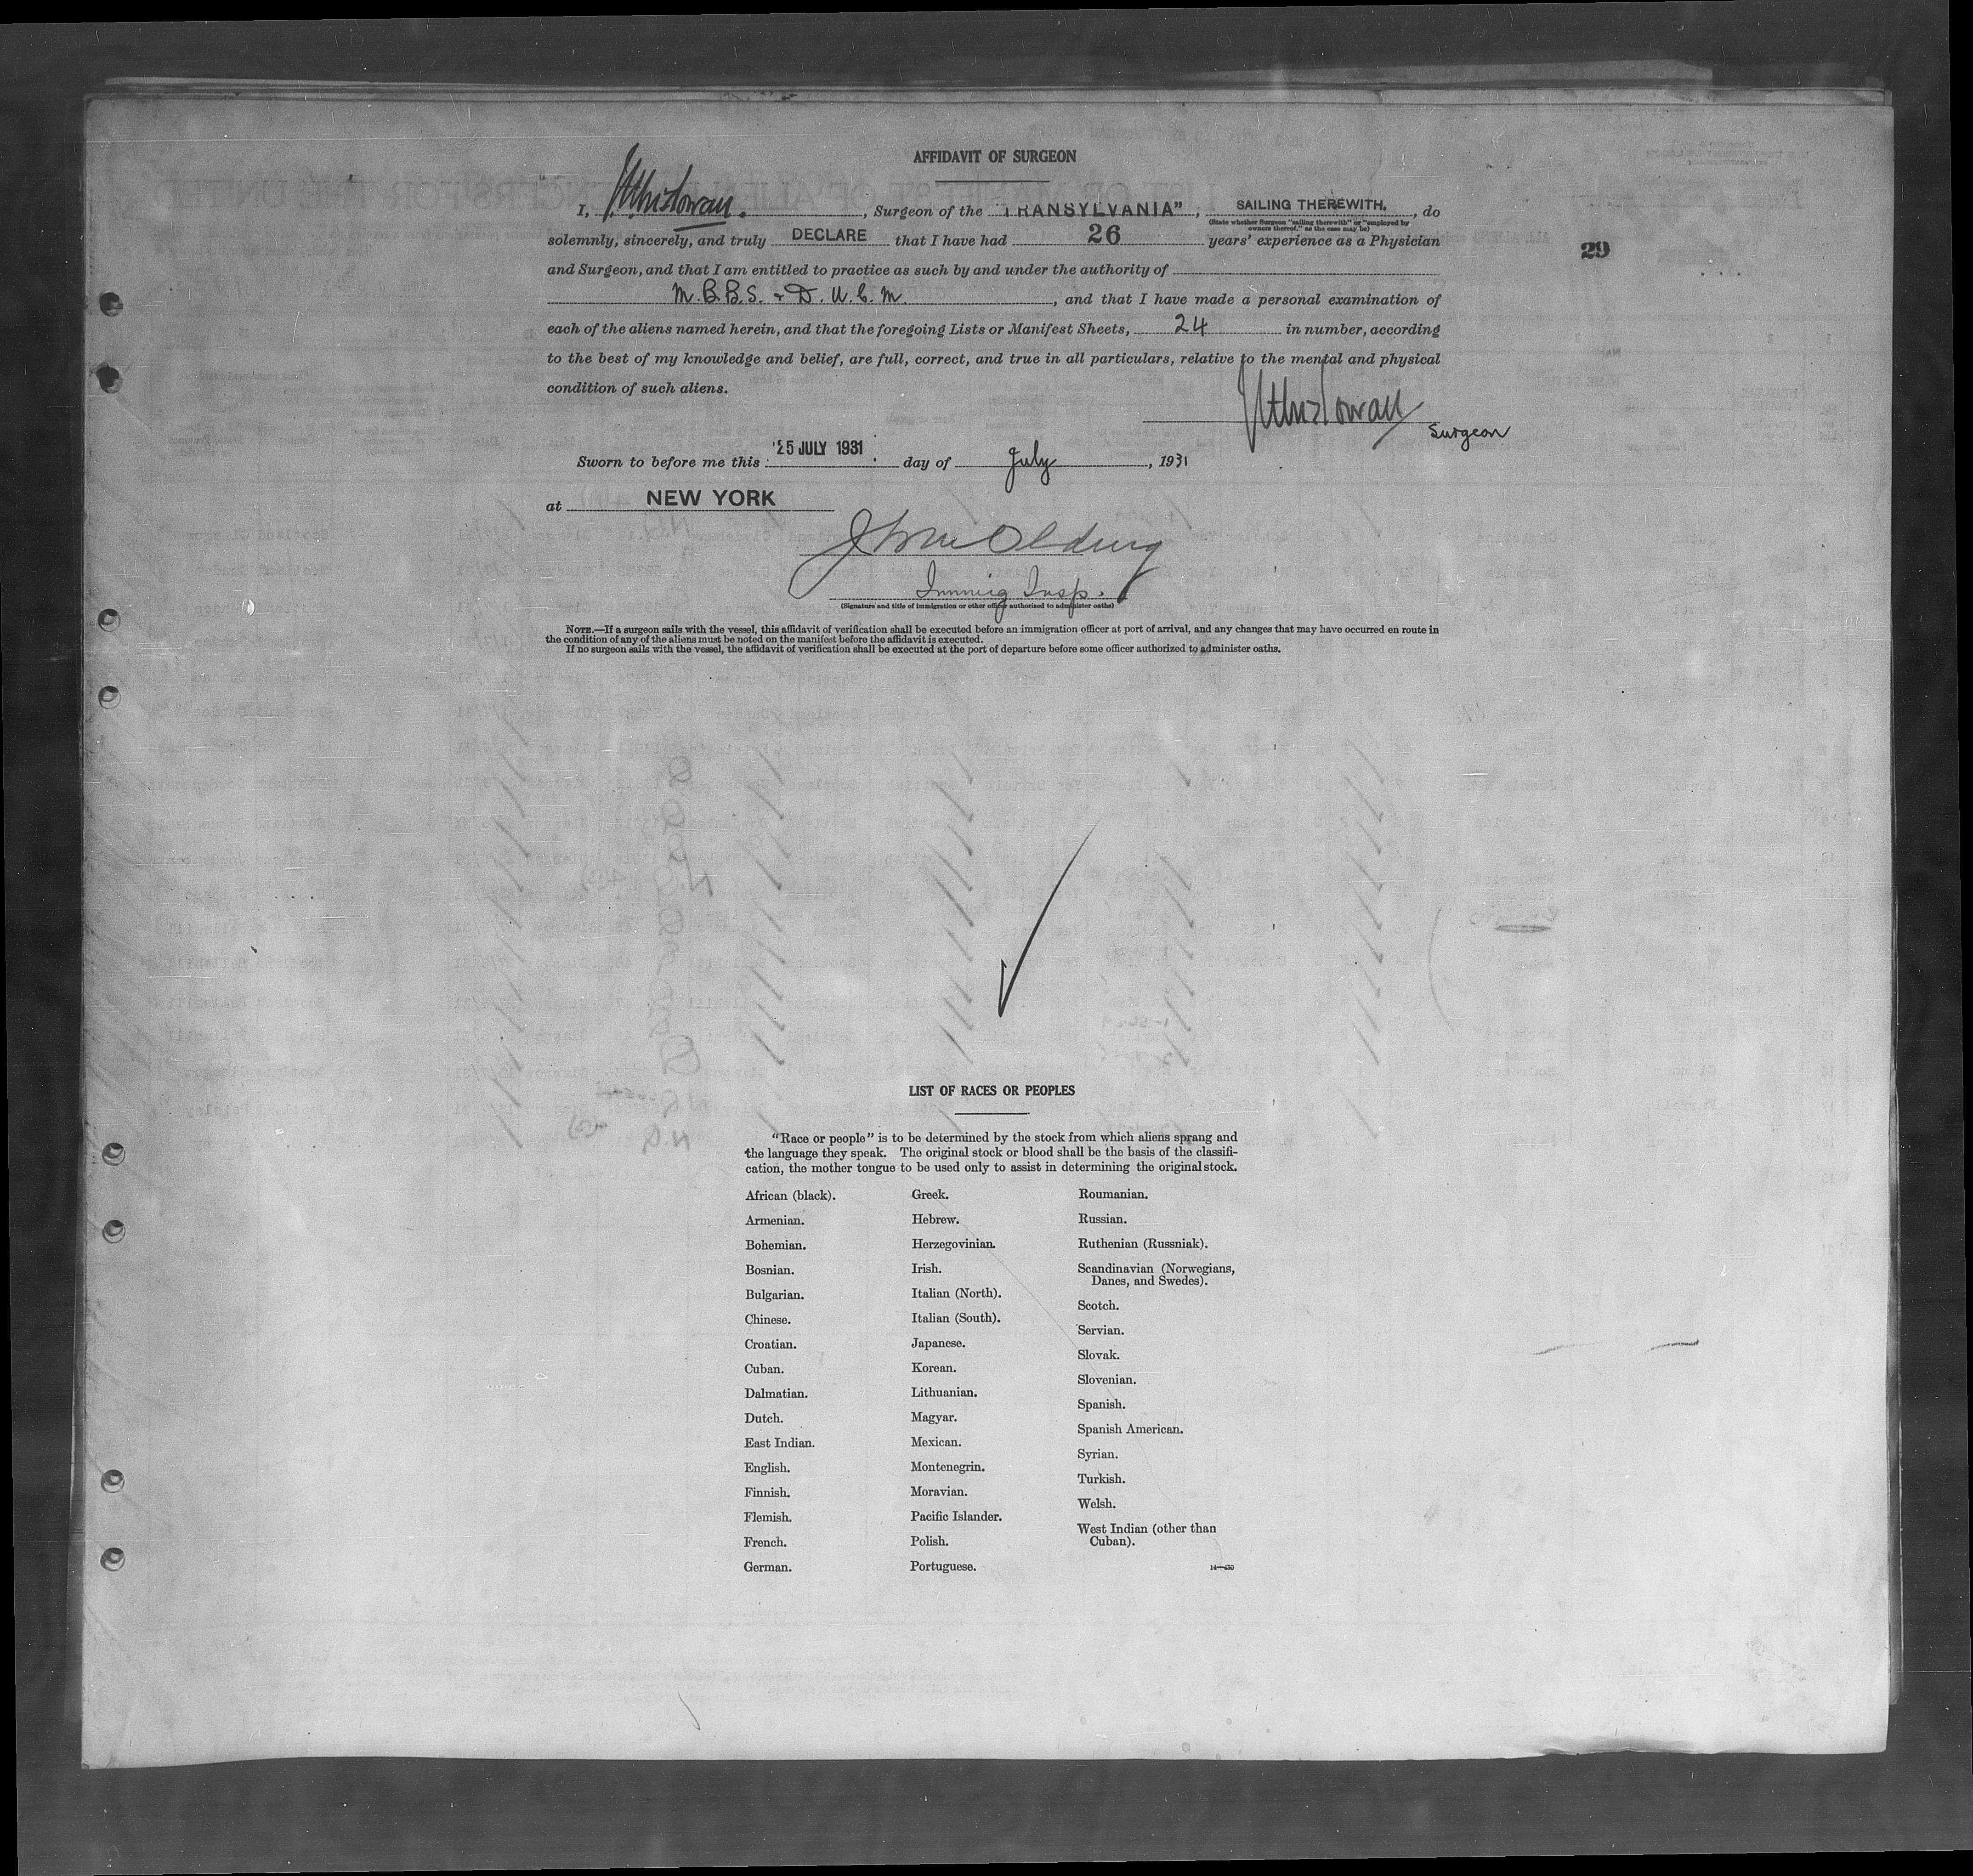 AFFIDAVIT OF SURGEON
I, , Surgeon of the "TRANSYLVANIA", SAILING THEREWITH, do
(State whether Surgeon "sailing therewith" or "employed by owners thereof," as the case may be)
solemnly, sincerely, and truly DECLARE that I have had 26 years' experience as a Physician
29
and Surgeon, and that I am entitled to practice as such by and under the authority of
M.B.B.S. & D. U. C. M., and that I have made a personal examination of
each of the aliens named herein, and that the foregoing Lists or Manifest Sheets, 24 in number, according
to the best of my knowledge and belief, are full, correct, and true in all particulars, relative to the mental and physical
condition of such aliens.
Surgeon
Sworn to before me this 25 JULY 1931 day of July, 1931
at NEW YORK
Olding
Immig Insp.
(Signature and title of immigration or other officer authorized to administer oaths)
NOTE.—If a surgeon sails with the vessel, this affidavit of verification shall be executed before an immigration officer at port of arrival, and any changes that may have occurred en route in
the condition of any of the aliens must be noted on the manifest before the affidavit is executed.
If no surgeon sails with the vessel, the affidavit of verification shall be executed at the port of departure before some officer authorized to administer oaths.
LIST OF RACES OR PEOPLES
"Race or people" is to be determined by the stock from which aliens sprang and
the language they speak. The original stock or blood shall be the basis of the classifi-
cation, the mother tongue to be used only to assist in determining the original stock.
African (black).
Armenian.
Bohemian.
Bosnian.
Bulgarian.
Chinese.
Croatian.
Cuban.
Dalmatian.
Dutch.
East Indian.
English.
Finnish.
Flemish.
French.
German.
Greek.
Hebrew.
Herzegovinian.
Irish.
Italian (North).
Italian (South).
Japanese.
Korean.
Lithuanian.
Magyar.
Mexican.
Montenegrin.
Moravian.
Pacific Islander.
Polish.
Portuguese.
Roumanian.
Russian.
Ruthenian (Russniak).
Scandinavian (Norwegians,
Danes, and Swedes).
Scotch.
Servian.
Slovak.
Slovenian.
Spanish.
Spanish American.
Syrian.
Turkish.
Welsh.
West Indian (other than
Cuban).